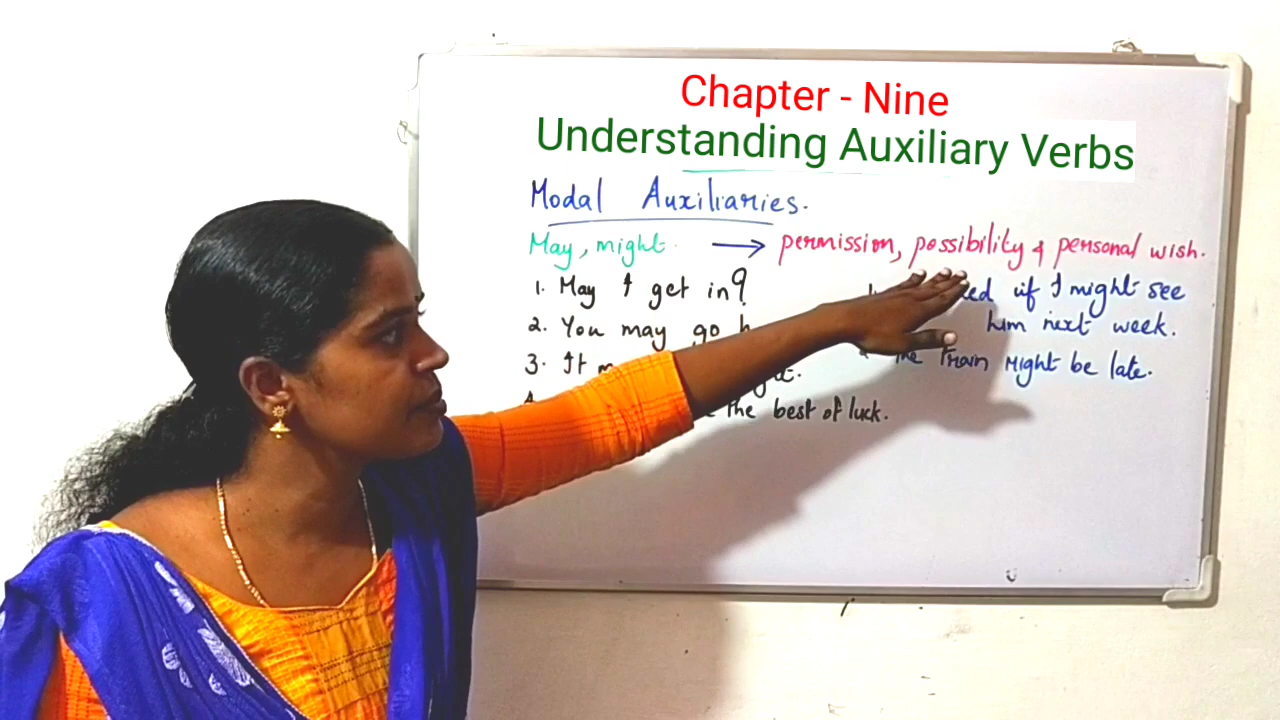 Chapter - Nine
Understanding Auxiliary Verbs
Modal Auxiliaries.
May, might → permission, possibility & personal wish.
1. May I get in?
2. You may go
3. It
the best of luck.
if I might see
him next week.
Train Might be late.